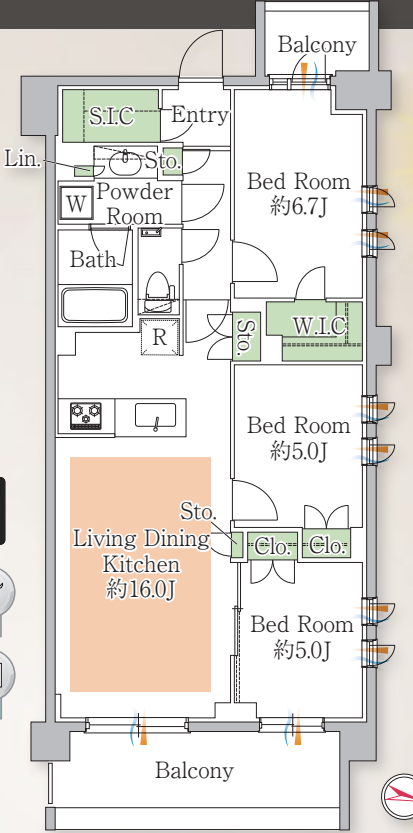 Balcony
S.I.C
Entry
Lin.
Sto.
Bed Room
約6.7J
W
Powder
Room
Bath
R
Sto.
W.I.C
Bed Room
約5.0J
Sto.
Living Dining
Kitchen
約16.0J
Clo.
Clo.
Bed Room
約5.0J
Balcony